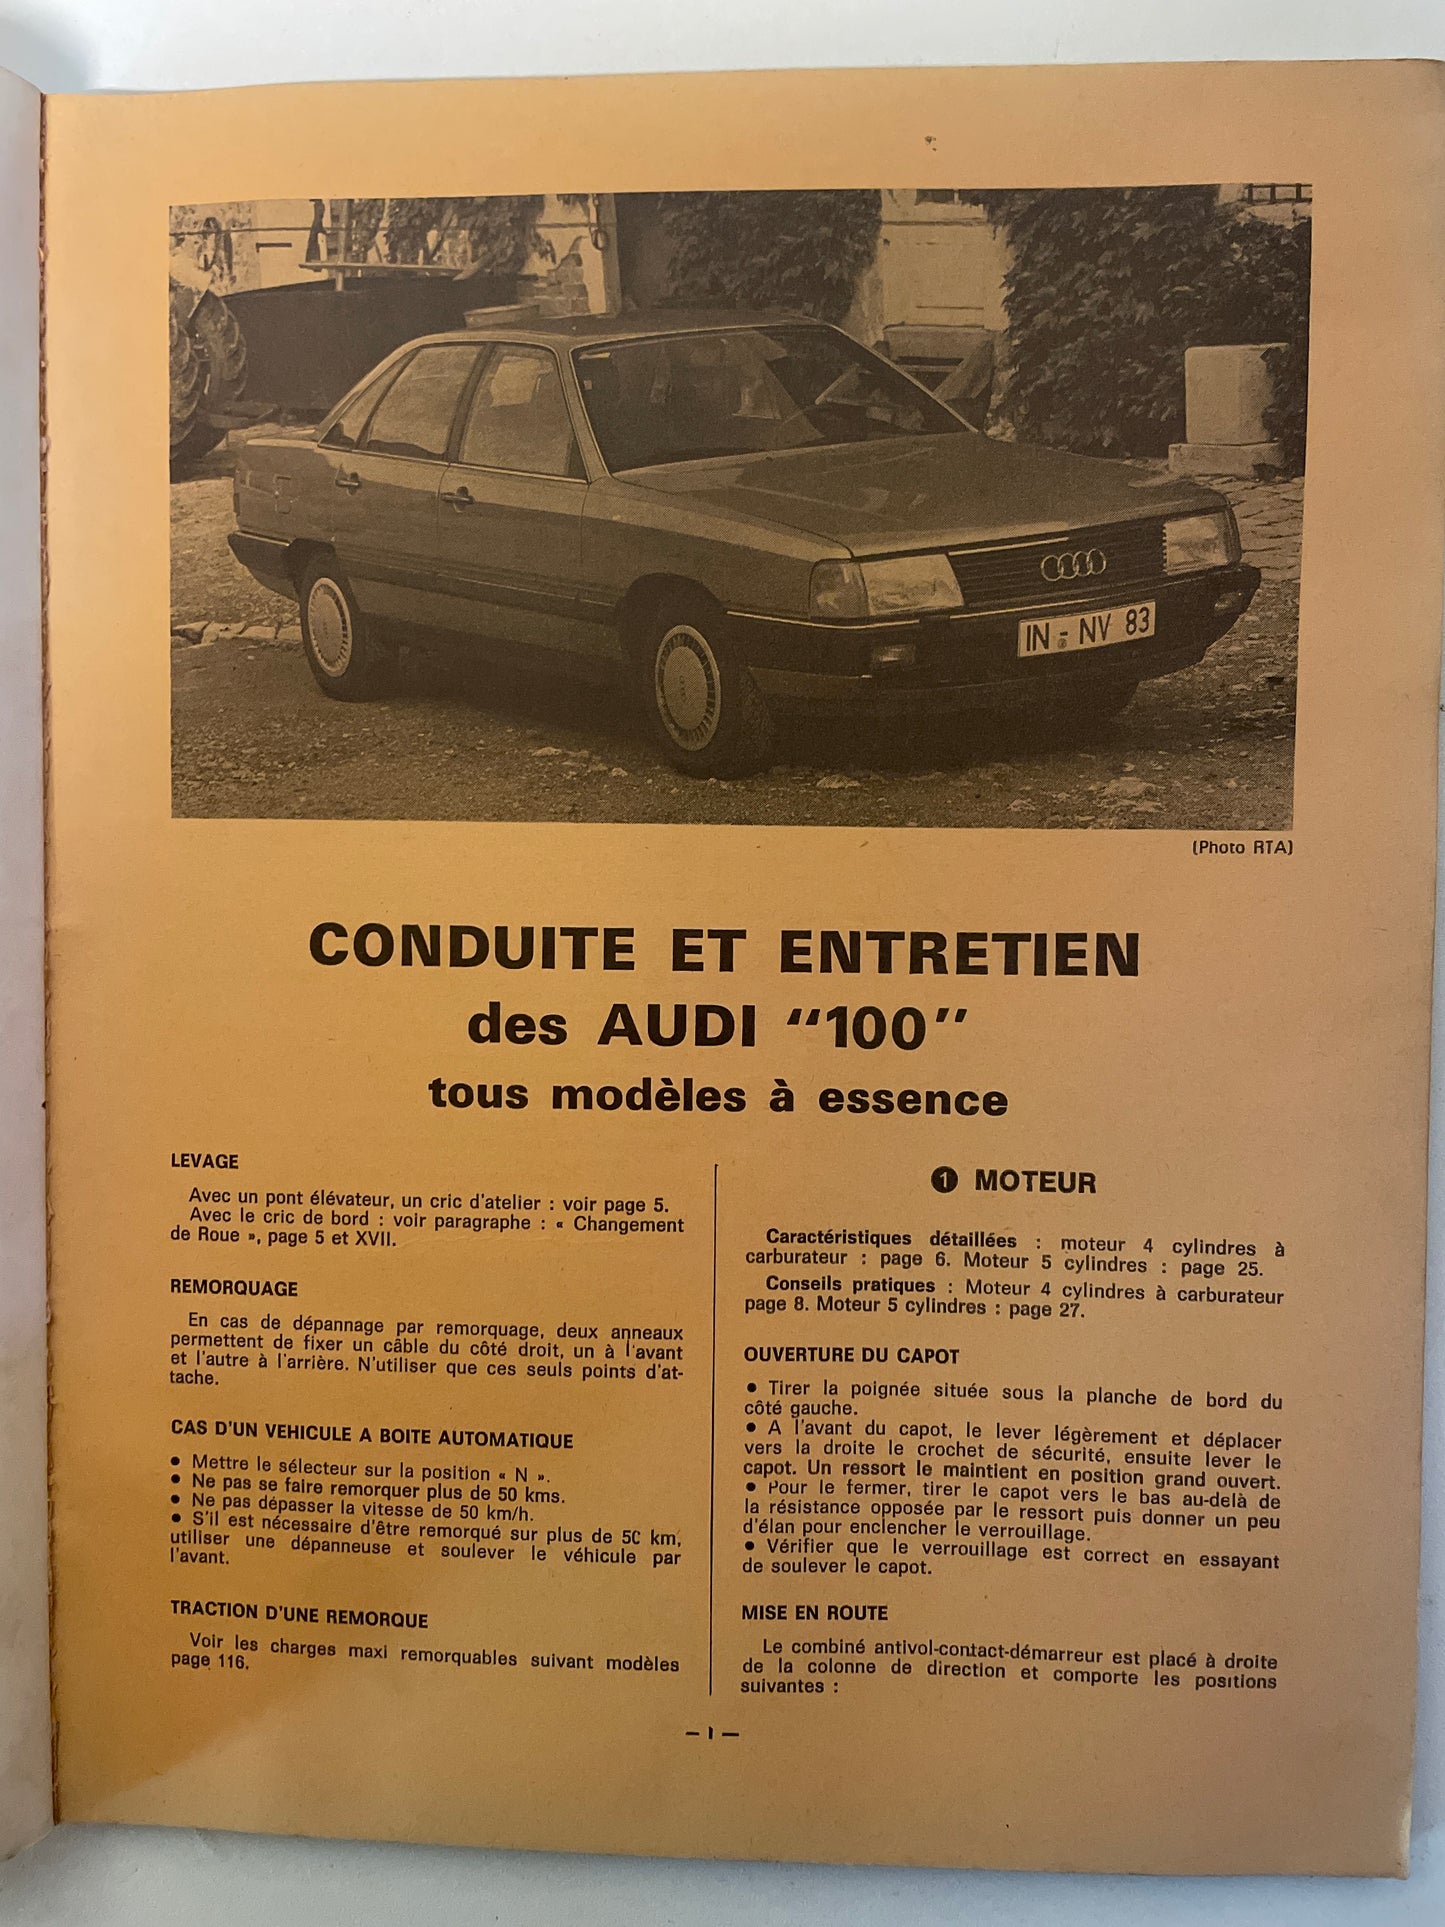 IN - NV 83
(Photo RTA)
CONDUITE ET ENTRETIEN
des AUDI "100"
tous modèles à essence
LEVAGE
Avec un pont élévateur, un cric d'atelier : voir page 5.
Avec le cric de bord : voir paragraphe : « Changement
de Roue », page 5 et XVII.
REMORQUAGE
En cas de dépannage par remorquage, deux anneaux
permettent de fixer un câble du côté droit, un à l'avant
et l'autre à l'arrière. N'utiliser que ces seuls points d'at-
tache.
CAS D'UN VEHICULE A BOITE AUTOMATIQUE
• Mettre le sélecteur sur la position « N ».
• Ne pas se faire remorquer plus de 50 kms.
• Ne pas dépasser la vitesse de 50 km/h.
• S'il est nécessaire d'être remorqué sur plus de 50 km,
utiliser une dépanneuse et soulever le véhicule par
l'avant.
TRACTION D'UNE REMORQUE
Voir les charges maxi remorquables suivant modèles
page 116.
1 MOTEUR
Caractéristiques détaillées : moteur 4 cylindres à
carburateur : page 6. Moteur 5 cylindres : page 25.
Conseils pratiques : Moteur 4 cylindres à carburateur
page 8. Moteur 5 cylindres : page 27.
OUVERTURE DU CAPOT
• Tirer la poignée située sous la planche de bord du
côté gauche.
• A l'avant du capot, le lever légèrement et déplacer
vers la droite le crochet de sécurité, ensuite lever le
capot. Un ressort le maintient en position grand ouvert.
• Pour le fermer, tirer le capot vers le bas au-delà de
la résistance opposée par le ressort puis donner un peu
d'élan pour enclencher le verrouillage.
• Vérifier que le verrouillage est correct en essayant
de soulever le capot.
MISE EN ROUTE
Le combiné antivol-contact-démarreur est placé à droite
de la colonne de direction et comporte les positions
suivantes :
— I —